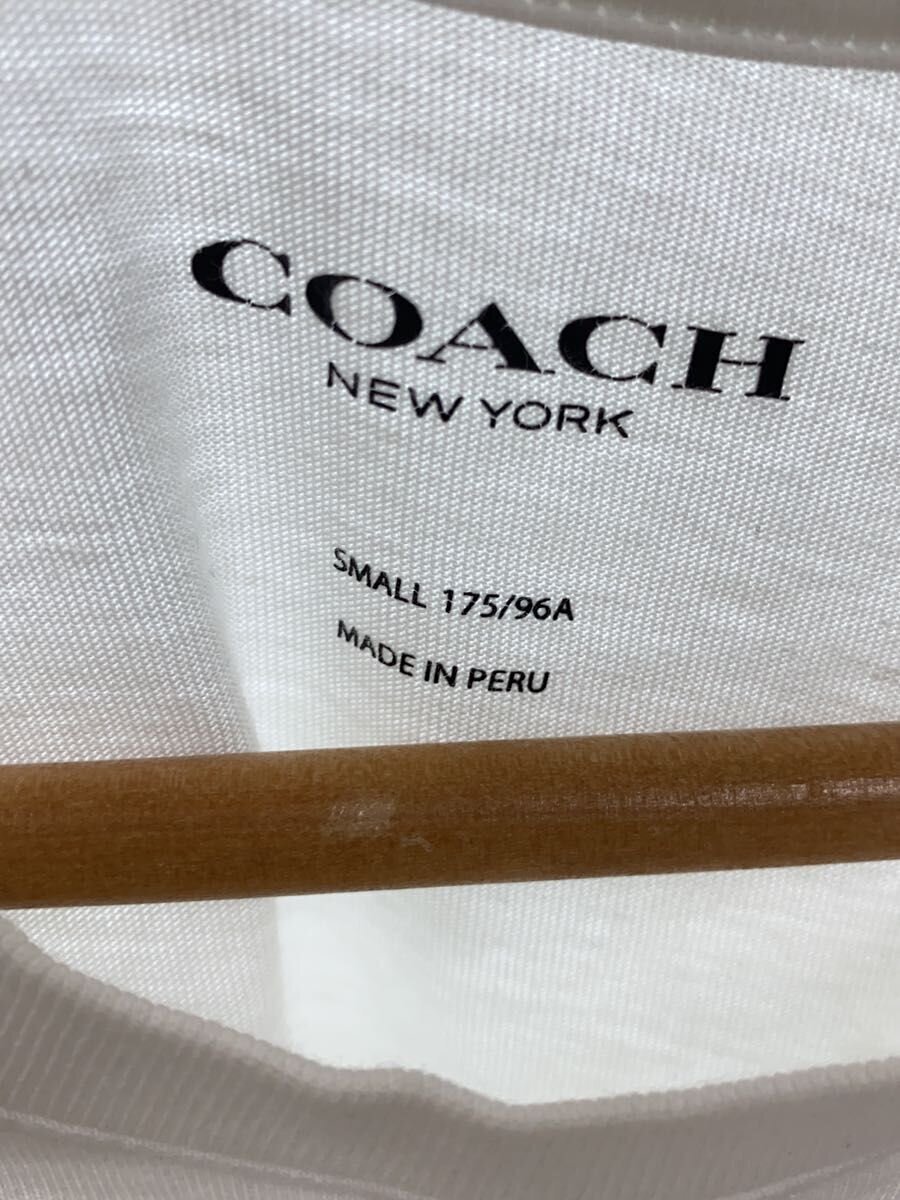 COACH
NEW YORK
SMALL 175/96A
MADE IN PERU